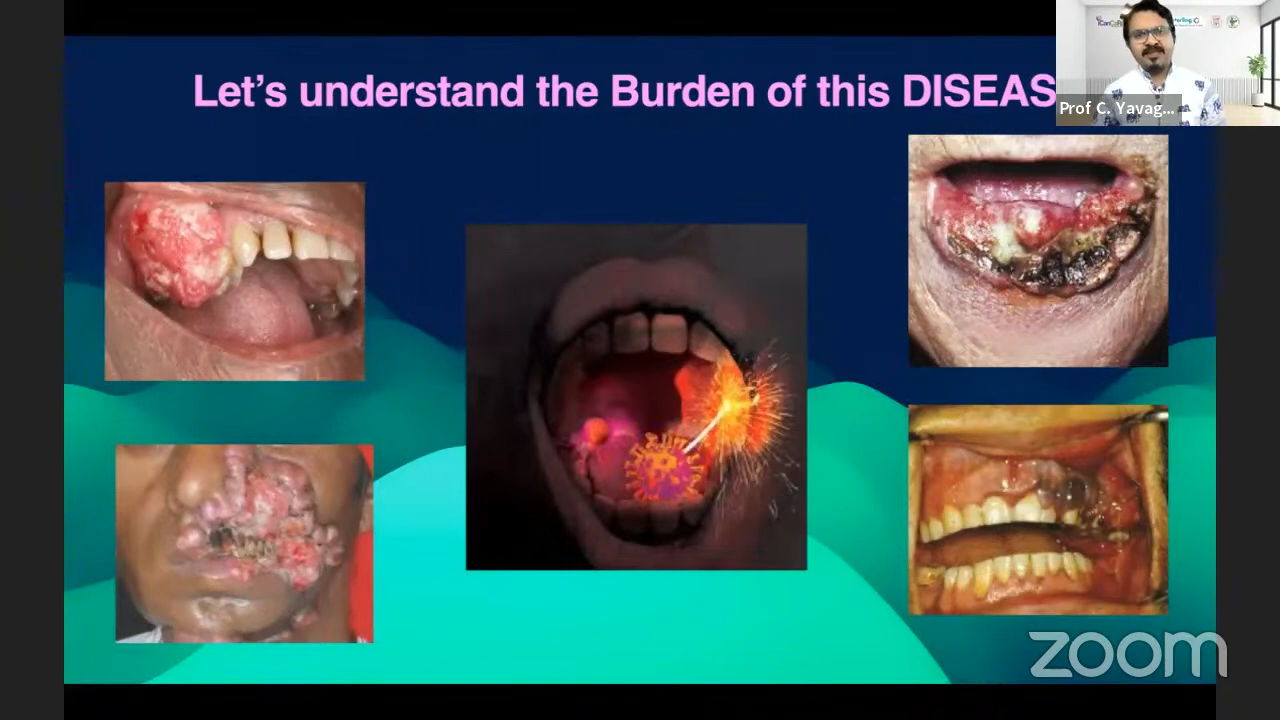 Let's understand the Burden of this DISEAS
Prof C. Yavag...
zoom